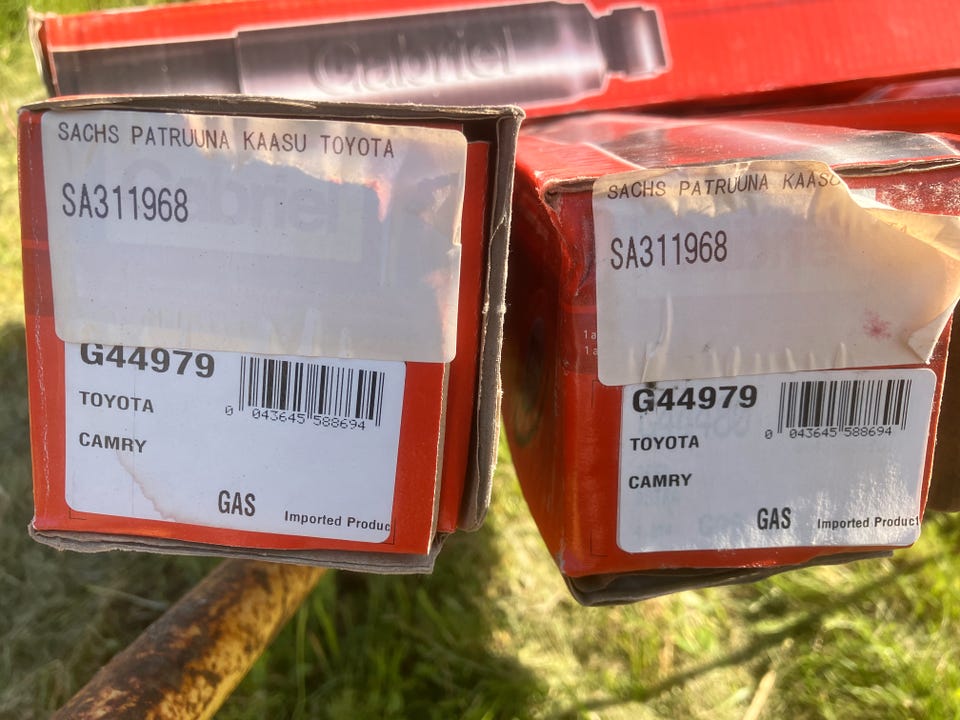 Gabriel
SACHS PATRUUNA KAASU TOYOTA
SA311968
G44979
TOYOTA
CAMRY
0 043645 588694
GAS
Imported Produc
SACHS PATRUUNA KAASU
SA311968
G44979
TOYOTA
CAMRY
0 043645 588694
GAS
Imported Product